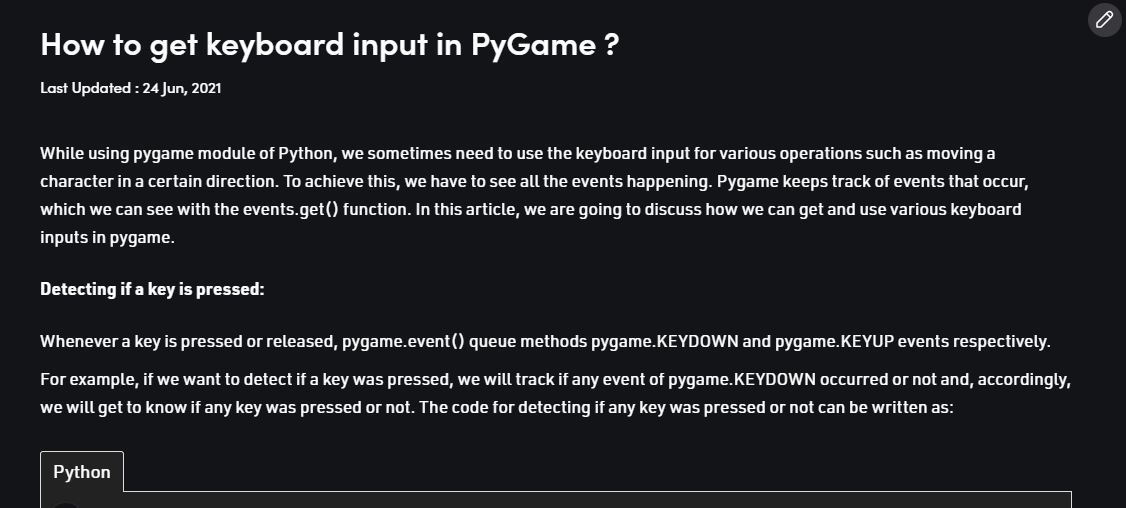 How to get keyboard input in PyGame ?
Last Updated : 24 Jun, 2021
While using pygame module of Python, we sometimes need to use the keyboard input for various operations such as moving a
character in a certain direction. To achieve this, we have to see all the events happening. Pygame keeps track of events that occur,
which we can see with the events.get() function. In this article, we are going to discuss how we can get and use various keyboard
inputs in pygame.
Detecting if a key is pressed:
Whenever a key is pressed or released, pygame.event() queue methods pygame.KEYDOWN and pygame.KEYUP events respectively.
For example, if we want to detect if a key was pressed, we will track if any event of pygame.KEYDOWN occurred or not and, accordingly,
we will get to know if any key was pressed or not. The code for detecting if any key was pressed or not can be written as:
Python